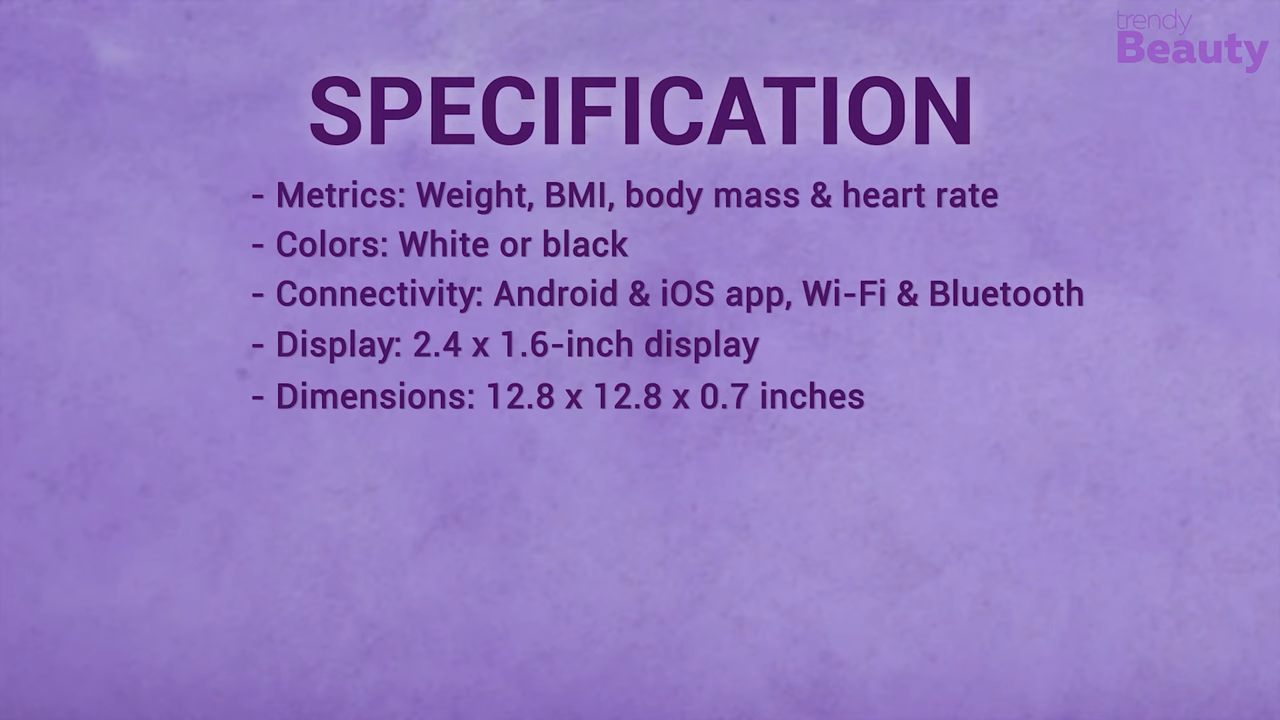 trendy
Beauty
SPECIFICATION
- Metrics: Weight, BMI, body mass & heart rate
- Colors: White or black
- Connectivity: Android & iOS app, Wi-Fi & Bluetooth
- Display: 2.4 x 1.6-inch display
- Dimensions: 12.8 x 12.8 x 0.7 inches